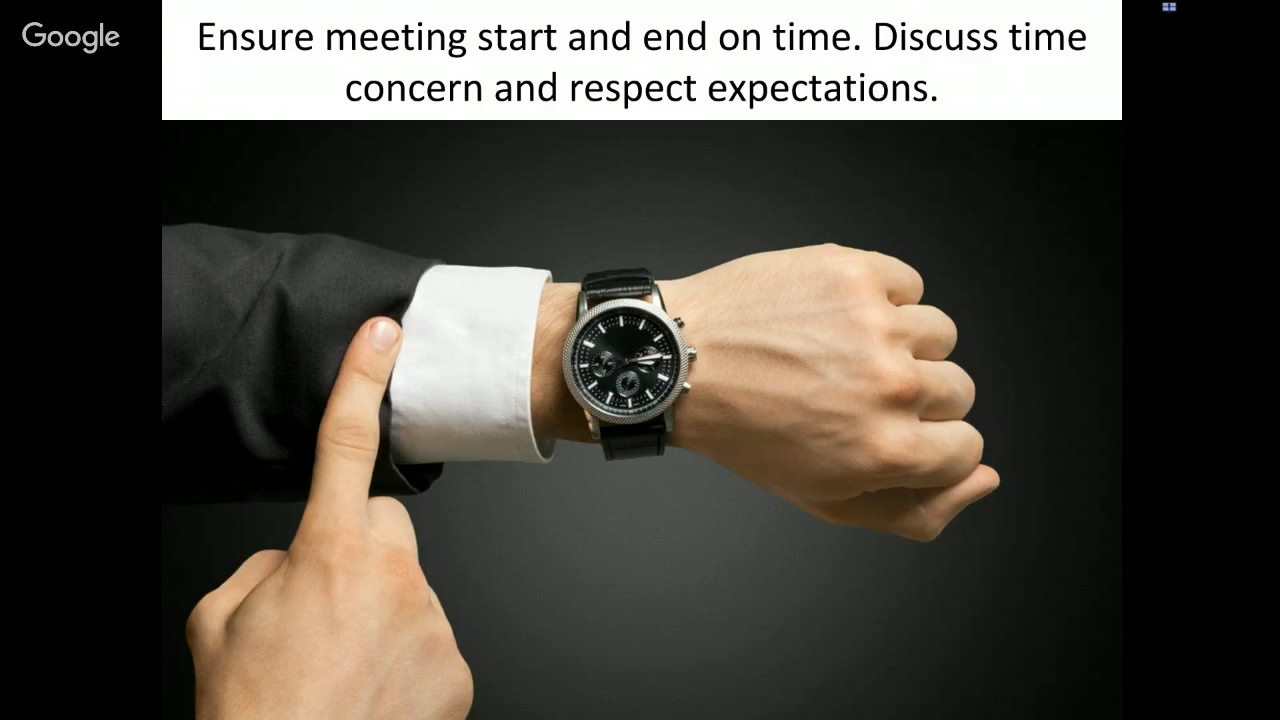 Google
Ensure meeting start and end on time. Discuss time
concern and respect expectations.